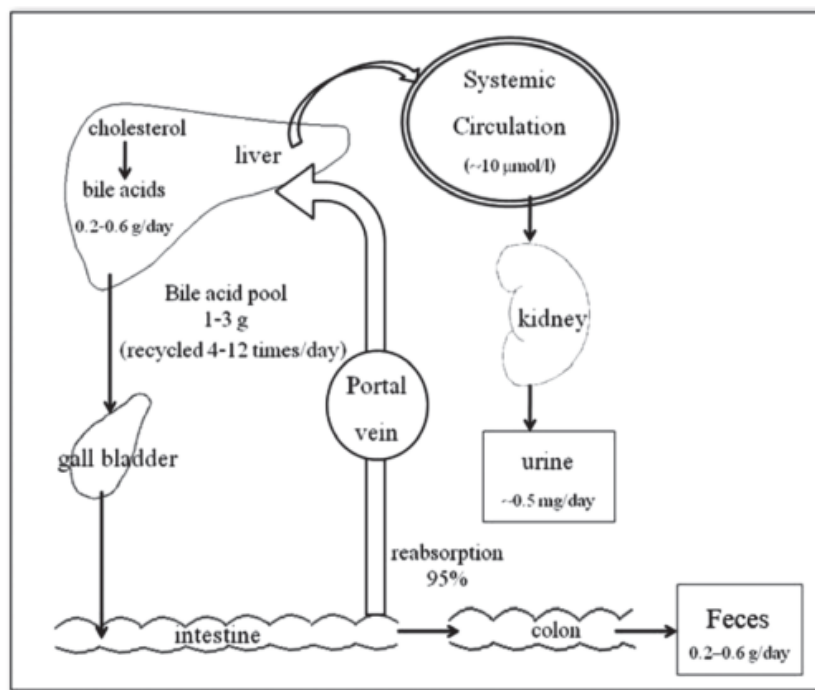 cholesterol
liver
bile acids
0.2-0.6 g/day
Systemic
Circulation
(~10 μmol/l)
Bile acid pool
1-3 g
(recycled 4-12 times/day)
kidney
Portal
vein
gall bladder
urine
~0.5 mg/day
reabsorption
95%
intestine
colon
Feces
0.2–0.6 g/day